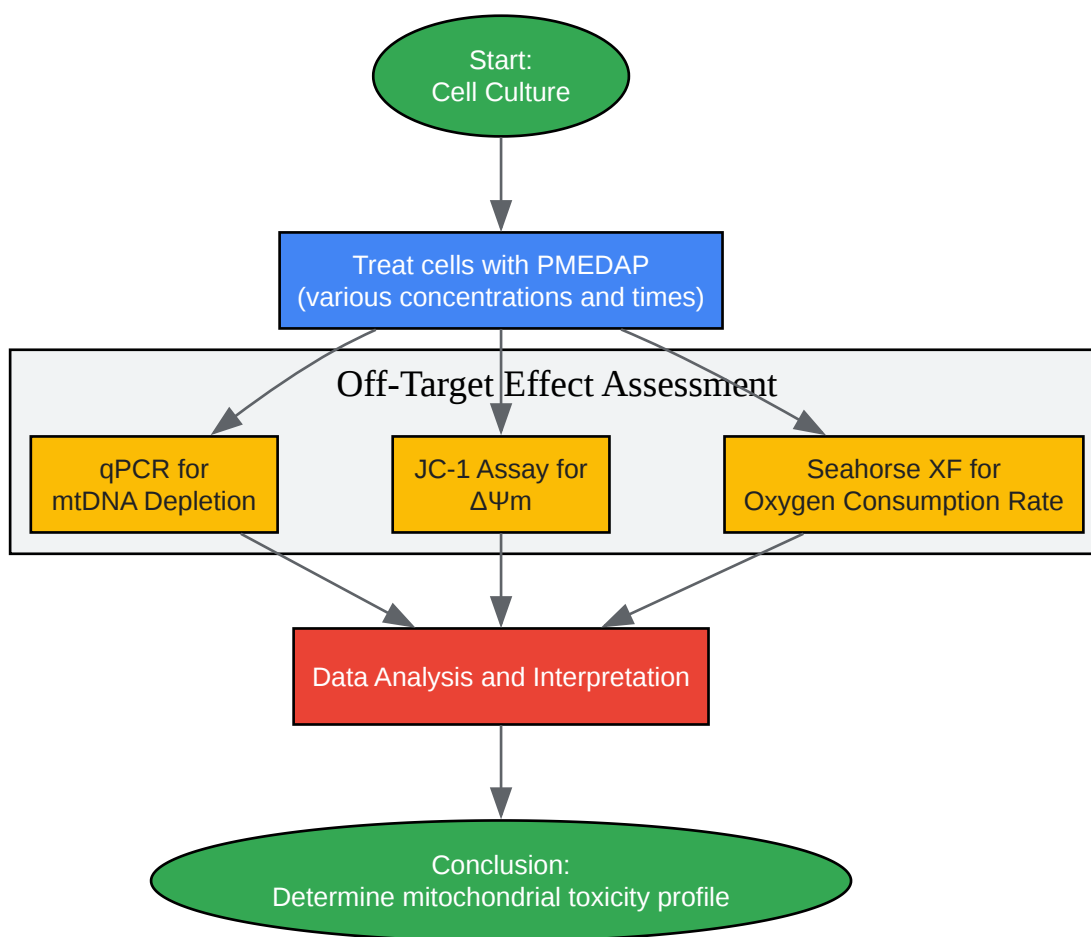 Start:
Cell Culture
Treat cells with PMEDAP
(various concentrations and times)
Off-Target Effect Assessment
qPCR for
mtDNA Depletion
JC-1 Assay for
ΔΨm
Seahorse XF for
Oxygen Consumption Rate
Data Analysis and Interpretation
Conclusion:
Determine mitochondrial toxicity profile